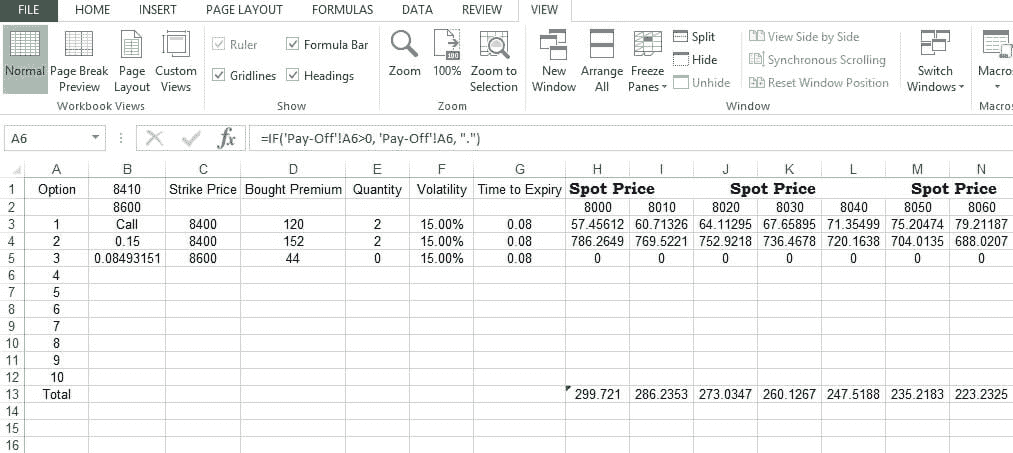 FILE HOME INSERT PAGE LAYOUT FORMULAS DATA REVIEW VIEW
Normal Page Break Preview Page Layout Custom Views
Workbook Views
Ruler Formula Bar
Gridlines Headings
Show
Zoom 100% Zoom to Selection
Zoom
New Window Arrange All Freeze Panes
Split
Hide
Unhide
View Side by Side
Synchronous Scrolling
Reset Window Position
Window
Switch Windows
Macro
Macros
A6 fx =IF('Pay-Off'!A6>0, 'Pay-Off'!A6, ".")
A B C D E F G H I J K L M N
1 Option 8410 Strike Price Bought Premium Quantity Volatility Time to Expiry Spot Price Spot Price Spot Price
2 8600 8000 8010 8020 8030 8040 8050 8060
3 1 Call 8400 120 2 15.00% 0.08 57.45612 60.71326 64.11295 67.65895 71.35499 75.20474 79.21187
4 2 0.15 8400 152 2 15.00% 0.08 786.2649 769.5221 752.9218 736.4678 720.1638 704.0135 688.0207
5 3 0.08493151 8600 44 0 15.00% 0.08 0 0 0 0 0 0 0
6 4
7 5
8 6
9 7
10 8
11 9
12 10
13 Total 299.721 286.2353 273.0347 260.1267 247.5188 235.2183 223.2325
14
15
16